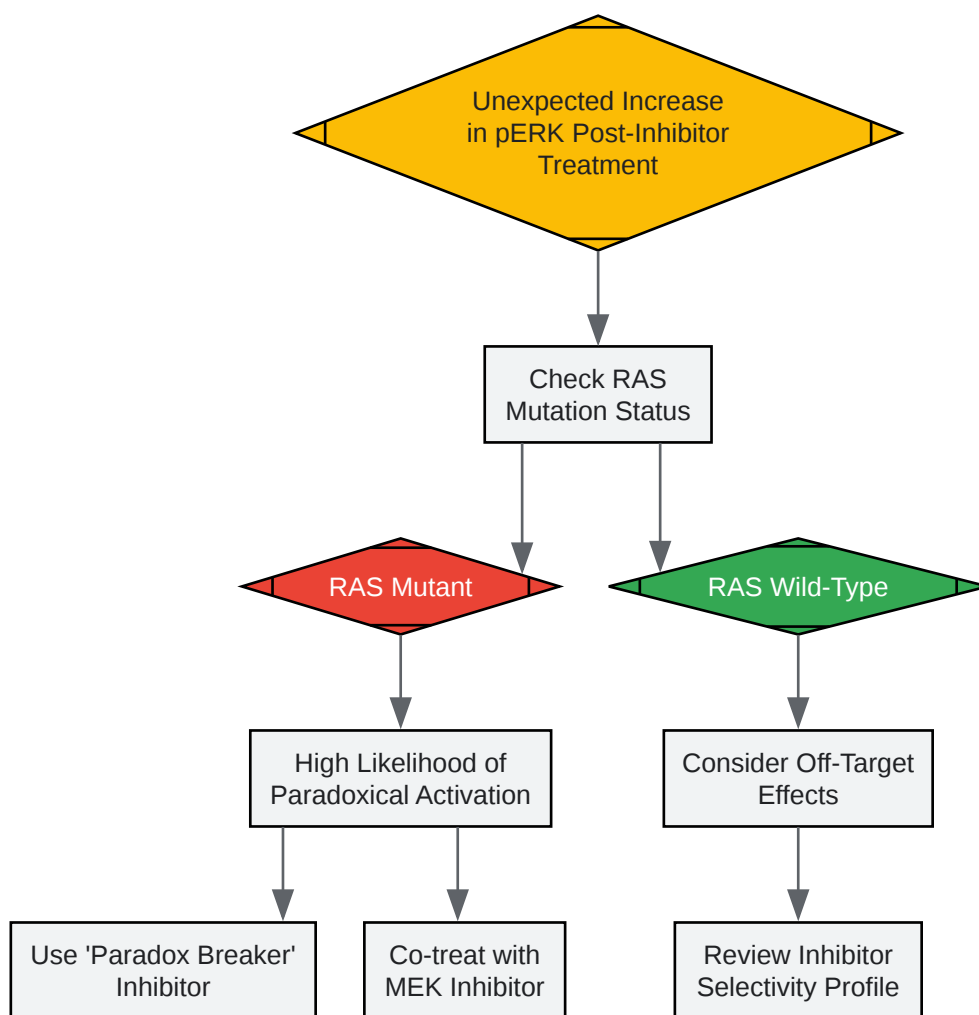 Unexpected Increase
in pERK Post-Inhibitor
Treatment
Check RAS
Mutation Status
RAS Mutant
RAS Wild-Type
High Likelihood of
Paradoxical Activation
Consider Off-Target
Effects
Use 'Paradox Breaker'
Inhibitor
Co-treat with
MEK Inhibitor
Review Inhibitor
Selectivity Profile